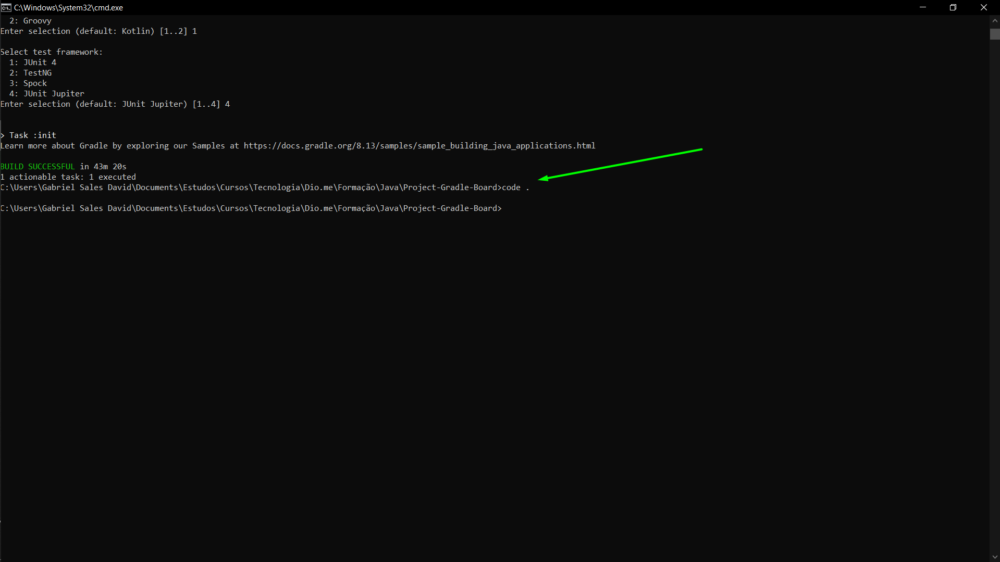 C:\Windows\System32\cmd.exe
2: Groovy
Enter selection (default: Kotlin) [1..2] 1
Select test framework:
1: JUnit 4
2: TestNG
3: Spock
4: JUnit Jupiter
Enter selection (default: JUnit Jupiter) [1..4] 4
> Task :init
Learn more about Gradle by exploring our Samples at https://docs.gradle.org/8.13/samples/sample_building_java_applications.html
BUILD SUCCESSFUL in 43m 20s
1 actionable task: 1 executed
C:\Users\Gabriel Sales David\Documents\Estudos\Cursos\Tecnologia\Dio.me\Formação\Java\Project-Gradle-Board>code .
C:\Users\Gabriel Sales David\Documents\Estudos\Cursos\Tecnologia\Dio.me\Formação\Java\Project-Gradle-Board>